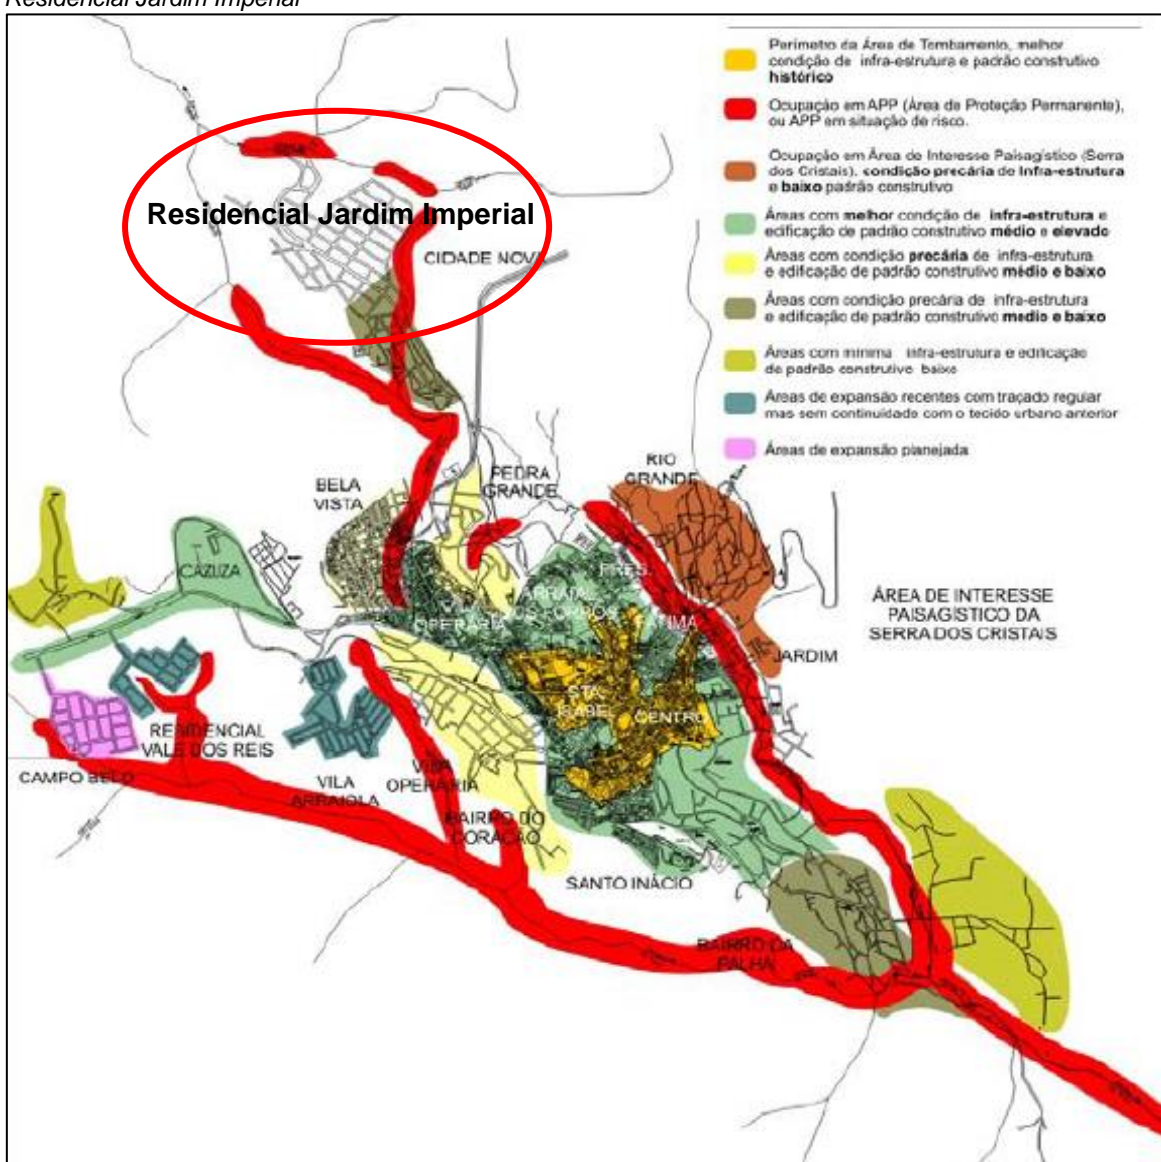 Residencial Jardim Imperial
Perímetro da Área de Tombamento, melhor
condição de infra-estrutura e padrão construtivo
histórico
Ocupação em APP (Área de Proteção Permanente),
ou APP em situação de risco.
Ocupação em Área de Interesse Paisagístico (Serra
dos Cristais), condição precária de Infra-estrutura
e baixo padrão construtivo
Áreas com melhor condição de infra-estrutura e
edificação de padrão construtivo médio e elevado
Áreas com condição precária de infra-estrutura
e edificação de padrão construtivo médio e baixo
Áreas com condição precária de infra-estrutura
e edificação de padrão construtivo medio e baixo
Áreas com mínima infra-estrutura e edificação
de padrão construtivo baixo
Áreas de expansão recentes com traçado regular
mas sem continuidade com o tecido urbano anterior
Áreas de expansão planejada
Residencial Jardim Imperial
CIDADE NOVA
BELA
VISTA
PEDRA
GRANDE
RIO
GRANDE
CAZUZA
OPERÁRIA
ARRAIAL
DOS FORROS
FÁTIMA
ÁREA DE INTERESSE
PAISAGÍSTICO DA
SERRA DOS CRISTAIS
JARDIM
STA
ISABEL
CENTRO
RESIDENCIAL
VALE DOS REIS
CAMPO BELO
VILA
ARRAIOLA
VILA
OPERÁRIA
BAIRRO DO
CORAÇÃO
SANTO INÁCIO
BAIRRO DA
PALHA